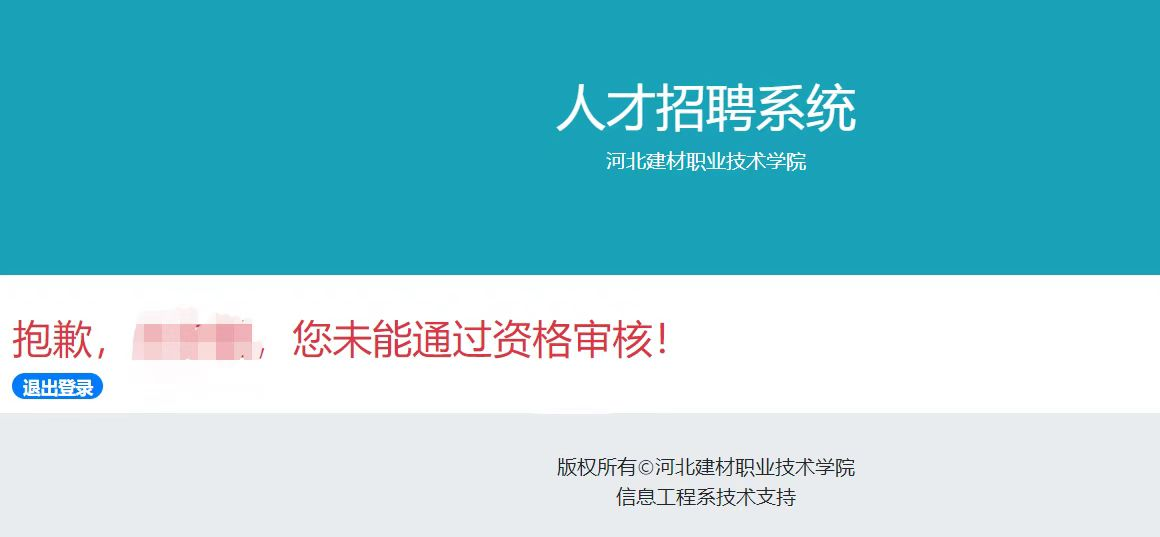 人才招聘系统
河北建材职业技术学院
抱歉，，您未能通过资格审核！
退出登录
版权所有©河北建材职业技术学院
信息工程系技术支持